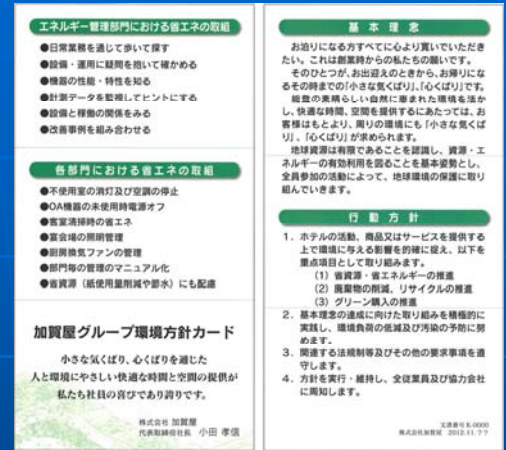 エネルギー管理部門における省エネの取組
●日常業務を通じて歩いて探す
●設備・運用に疑問を抱いて確かめる
●機器の性能・特性を知る
●計測データを監視してヒントにする
●設備と稼働の関係をみる
●改善事例を組み合わせる
各部門における省エネの取組
●不使用室の消灯及び空調の停止
●OA機器の未使用時電源オフ
●客室清掃時の省エネ
●宴会場の照明管理
●厨房換気ファンの管理
●部門毎の管理のマニュアル化
●省資源（紙使用量削減や節水）にも配慮
加賀屋グループ環境方針カード
小さな気くばり、心くばりを通じた
人と環境にやさしい快適な時間と空間の提供が
私たち社員の喜びであり誇りです。
株式会社 加賀屋
代表取締役社長 小田 孝信
基本理念
お泊りになる方すべてに心より寛いでいただき
たい。これは創業時からの私たちの願いです。
そのひとつが、お出迎えのときから、お帰りにな
るその時までの「小さな気くばり」、「心くばり」です。
能登の素晴らしい自然に恵まれた環境を活か
し、快適な時間、空間を提供するにあたっては、お
客様はもとより、周りの環境にも「小さな気くば
り」、「心くばり」が求められます。
地球資源は有限であることを認識し、資源・エ
ネルギーの有効利用を図ることを基本姿勢とし、
全員参加の活動によって、地球環境の保護に取り
組んでいきます。
行動方針
1．ホテルの活動、商品又はサービスを提供する
上で環境に与える影響を的確に捉え、以下を
重点項目として取り組みます。
（1）省資源・省エネルギーの推進
（2）廃棄物の削減、リサイクルの推進
（3）グリーン購入の推進
2．基本理念の達成に向けた取り組みを積極的に
実践し、環境負荷の低減及び汚染の予防に努
めます。
3．関連する法規制等及びその他の要求事項を遵
守します。
4．方針を実行・維持し、全従業員及び協力会社
に周知します。
文書番号 K-0000
株式会社加賀屋 2012.11.??